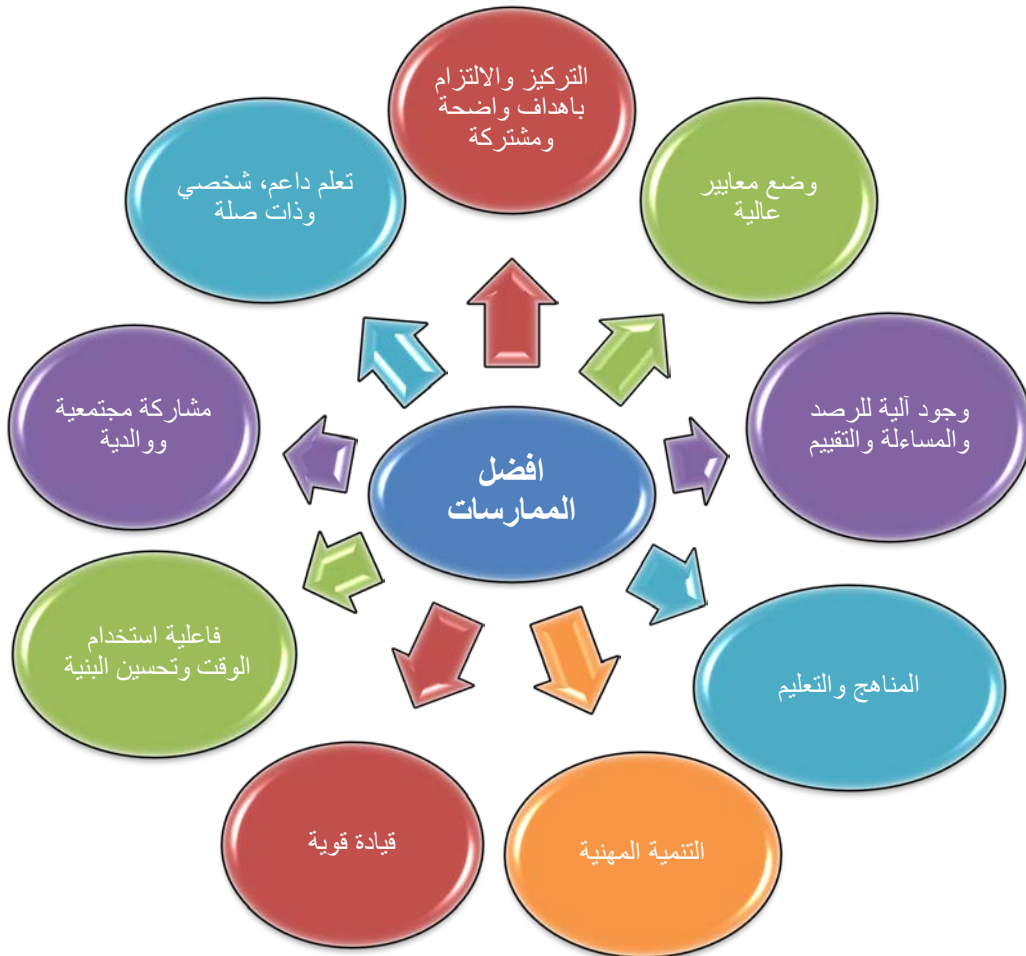 التركيز والالتزام
باهداف واضحة
ومشتركة
وضع معايير
عالية
وجود آلية للرصد
والمساءلة والتقييم
المناهج والتعليم
التنمية المهنية
قيادة قوية
فاعلية استخدام
الوقت وتحسين البنية
مشاركة مجتمعية
ووالدية
تعلم داعم، شخصي
وذات صلة
افضل
الممارسات